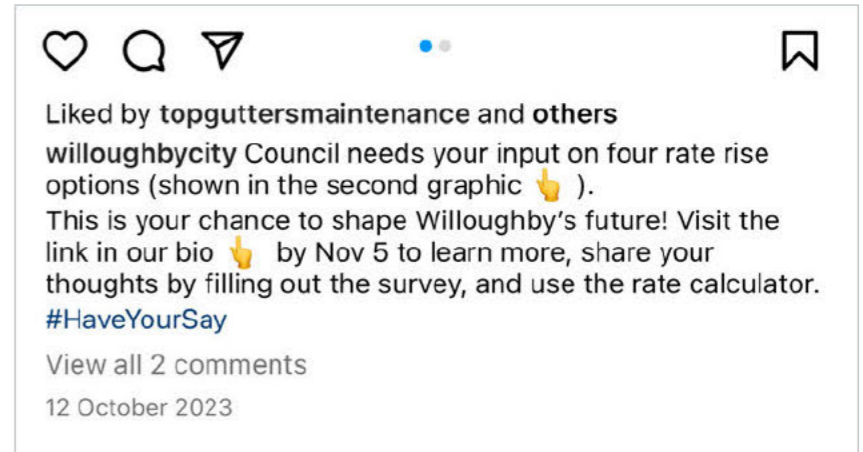 Liked by topguttersmaintenance and others
willoughbycity Council needs your input on four rate rise
options (shown in the second graphic 👆 ).
This is your chance to shape Willoughby's future! Visit the
link in our bio 👆 by Nov 5 to learn more, share your
thoughts by filling out the survey, and use the rate calculator.
#HaveYourSay
View all 2 comments
12 October 2023